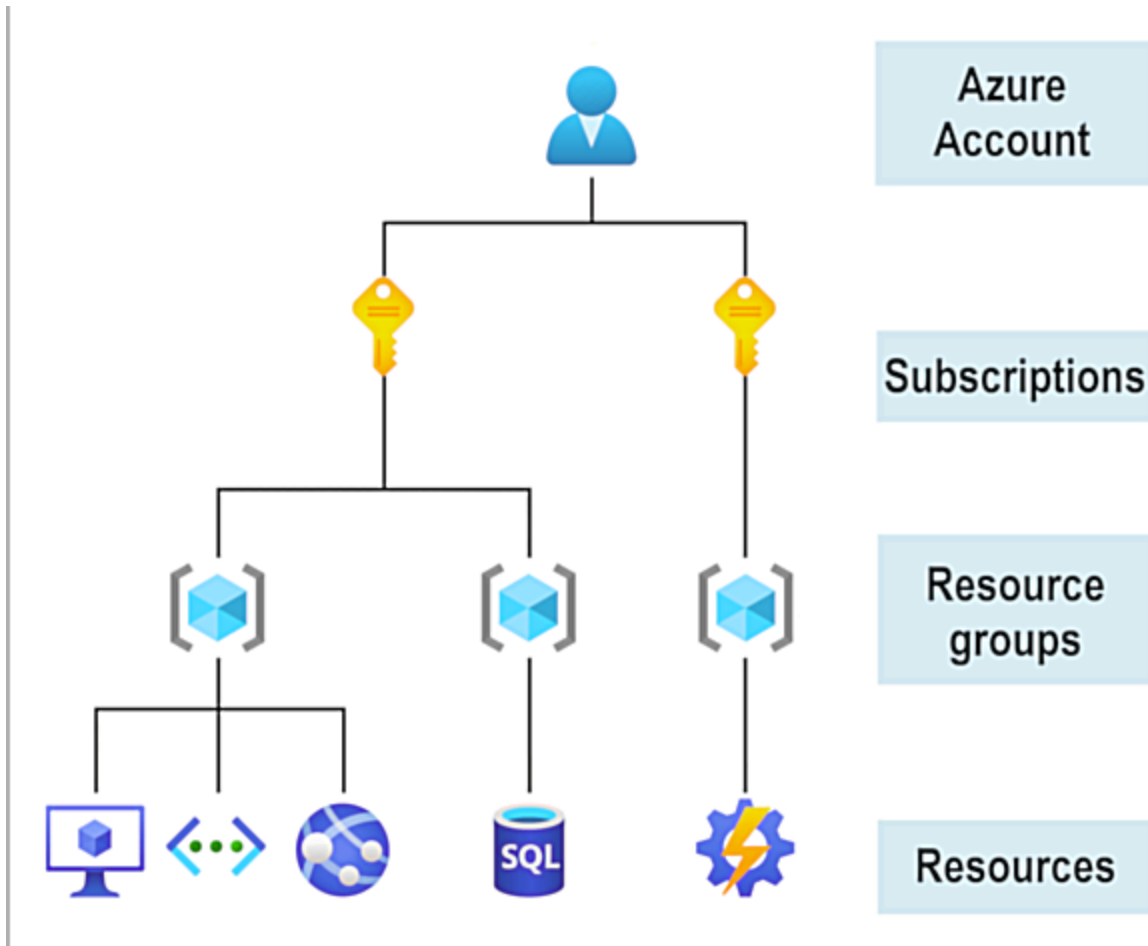 Azure
Account
Subscriptions
Resource
groups
SQL
Resources